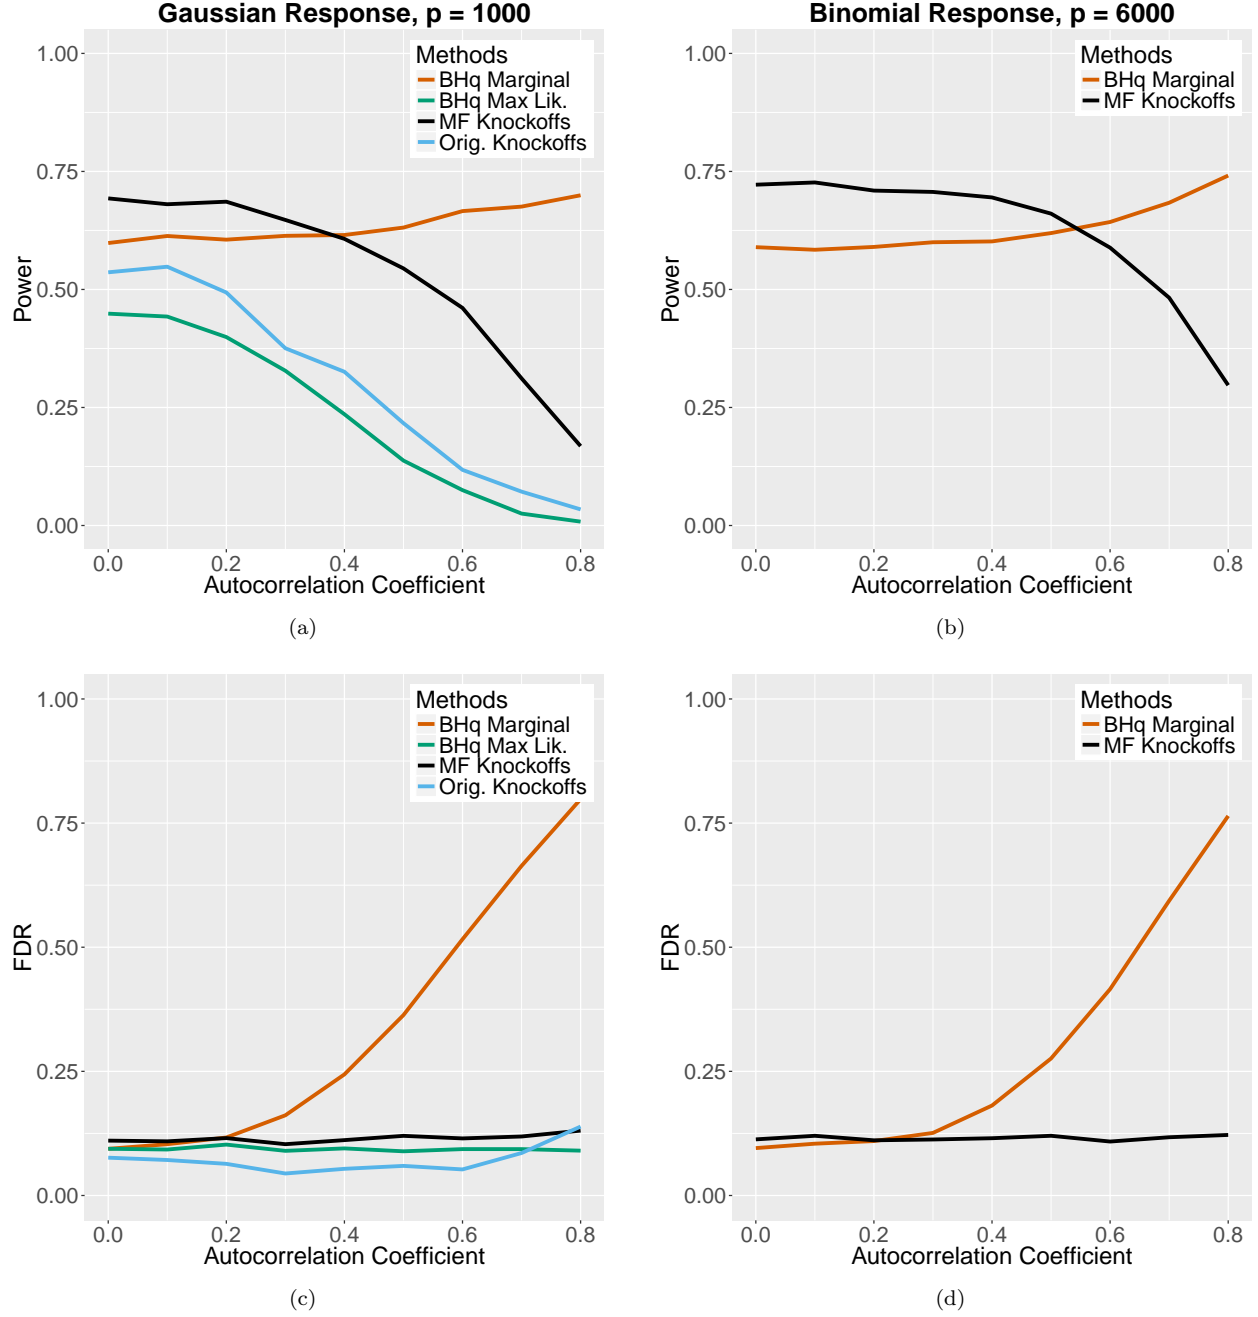 Gaussian Response, p = 1000
1.00
0.75
0.50
0.25
0.00
Power
Methods
BHq Marginal
BHq Max Lik.
MF Knockoffs
Orig. Knockoffs
0.0 0.2 0.4 0.6 0.8
Autocorrelation Coefficient
(a)
Binomial Response, p = 6000
1.00
0.75
0.50
0.25
0.00
Power
Methods
BHq Marginal
MF Knockoffs
0.0 0.2 0.4 0.6 0.8
Autocorrelation Coefficient
(b)
1.00
0.75
0.50
0.25
0.00
FDR
Methods
BHq Marginal
BHq Max Lik.
MF Knockoffs
Orig. Knockoffs
0.0 0.2 0.4 0.6 0.8
Autocorrelation Coefficient
(c)
1.00
0.75
0.50
0.25
0.00
FDR
Methods
BHq Marginal
MF Knockoffs
0.0 0.2 0.4 0.6 0.8
Autocorrelation Coefficient
(d)